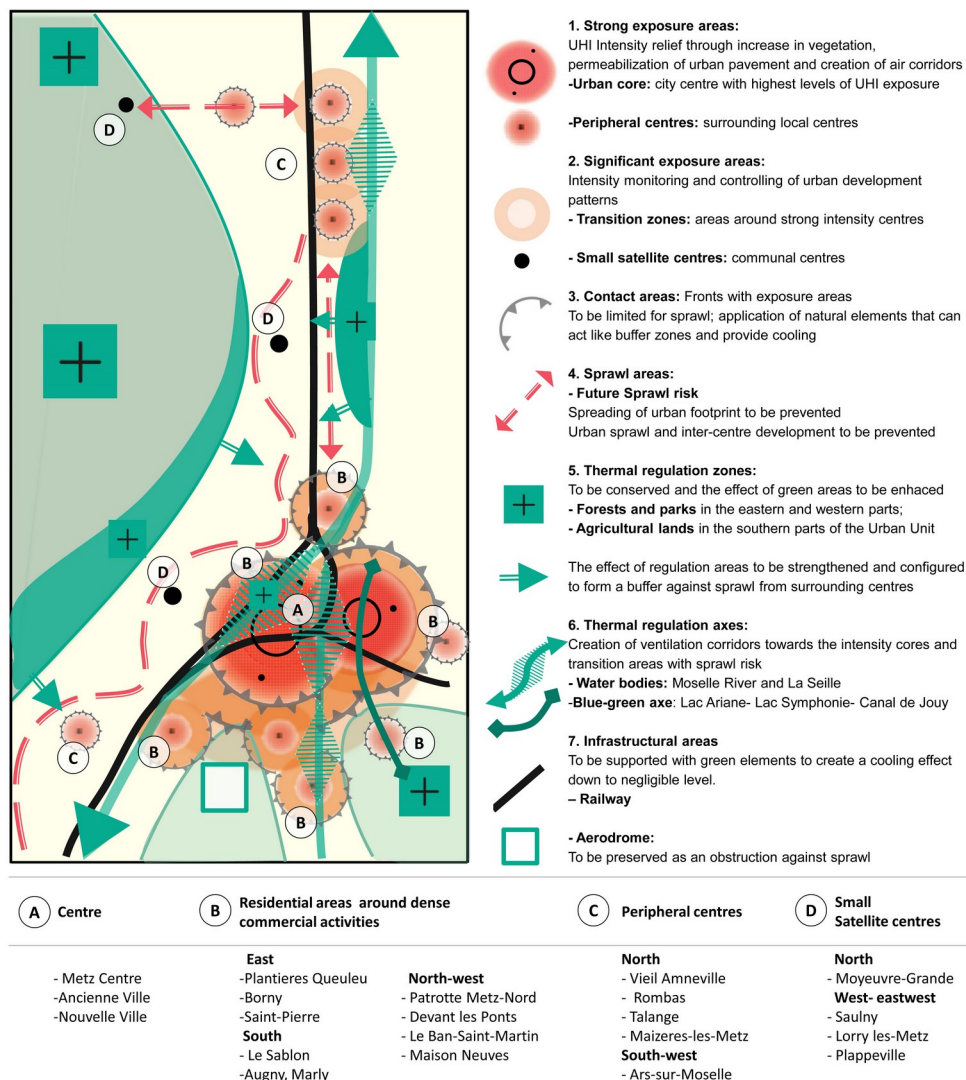 D
C
D
B
B
D
A
B
C
B
B
B
1. Strong exposure areas:
UHI Intensity relief through increase in vegetation,
permeabilization of urban pavement and creation of air corridors
-Urban core: city centre with highest levels of UHI exposure
-Peripheral centres: surrounding local centres
2. Significant exposure areas:
Intensity monitoring and controlling of urban development
patterns
- Transition zones: areas around strong intensity centres
- Small satellite centres: communal centres
3. Contact areas: Fronts with exposure areas
To be limited for sprawl; application of natural elements that can
act like buffer zones and provide cooling
4. Sprawl areas:
- Future Sprawl risk
Spreading of urban footprint to be prevented
Urban sprawl and inter-centre development to be prevented
5. Thermal regulation zones:
To be conserved and the effect of green areas to be enhaced
- Forests and parks in the eastern and western parts;
- Agricultural lands in the southern parts of the Urban Unit
The effect of regulation areas to be strengthened and configured
to form a buffer against sprawl from surrounding centres
6. Thermal regulation axes:
Creation of ventilation corridors towards the intensity cores and
transition areas with sprawl risk
- Water bodies: Moselle River and La Seille
-Blue-green axe: Lac Ariane- Lac Symphonie- Canal de Jouy
7. Infrastructural areas
To be supported with green elements to create a cooling effect
down to negligible level.
– Railway
- Aerodrome:
To be preserved as an obstruction against sprawl
A Centre
- Metz Centre
-Ancienne Ville
-Nouvelle Ville
B Residential areas around dense
commercial activities
East
-Plantieres Queuleu
-Borny
-Saint-Pierre
South
- Le Sablon
-Augny, Marly
North-west
- Patrotte Metz-Nord
- Devant les Ponts
- Le Ban-Saint-Martin
- Maison Neuves
C Peripheral centres
North
- Vieil Amneville
- Rombas
- Talange
- Maizeres-les-Metz
South-west
- Ars-sur-Moselle
D Small
Satellite centres
North
- Moyeuvre-Grande
West- eastwest
- Saulny
- Lorry les-Metz
- Plappeville